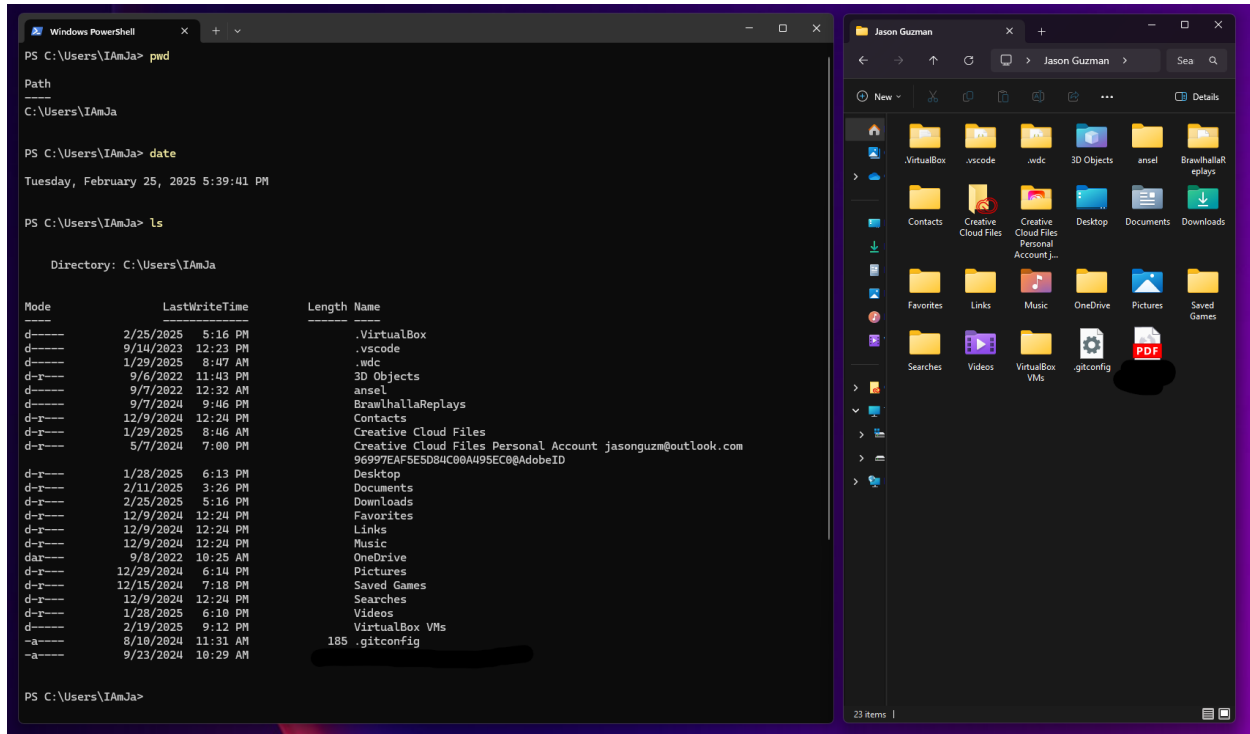 Windows PowerShell
PS C:\Users\IAmJa> pwd
Path
----
C:\Users\IAmJa
PS C:\Users\IAmJa> date
Tuesday, February 25, 2025 5:39:41 PM
PS C:\Users\IAmJa> ls
Directory: C:\Users\IAmJa
Mode LastWriteTime Length Name
---- ------------- ------ ----
d----- 2/25/2025 5:16 PM .VirtualBox
d----- 9/14/2023 12:23 PM .vscode
d----- 1/29/2025 8:47 AM .wdc
d-r--- 9/6/2022 11:43 PM 3D Objects
d----- 9/7/2022 12:32 AM ansel
d----- 9/7/2024 9:46 PM BrawlhallaReplays
d-r--- 12/9/2024 12:24 PM Contacts
d----- 1/29/2025 8:46 AM Creative Cloud Files
d-r--- 5/7/2024 7:00 PM Creative Cloud Files Personal Account jasonguzm@outlook.com
96997EAF5E5D84C00A495EC0@AdobeID
d-r--- 1/28/2025 6:13 PM Desktop
d-r--- 2/11/2025 3:26 PM Documents
d-r--- 2/25/2025 5:16 PM Downloads
d-r--- 12/9/2024 12:24 PM Favorites
d-r--- 12/9/2024 12:24 PM Links
d-r--- 12/9/2024 12:24 PM Music
dar--- 9/8/2022 10:25 AM OneDrive
d-r--- 12/29/2024 6:14 PM Pictures
d-r--- 12/15/2024 7:18 PM Saved Games
d-r--- 12/9/2024 12:24 PM Searches
d-r--- 1/28/2025 6:10 PM Videos
d----- 2/19/2025 9:12 PM VirtualBox VMs
-a---- 8/10/2024 11:31 AM 185 .gitconfig
-a---- 9/23/2024 10:29 AM
PS C:\Users\IAmJa>
Jason Guzman
Jason Guzman
Sea
New
Details
.VirtualBox
.vscode
.wdc
3D Objects
ansel
BrawlhallaR
eplays
Contacts
Creative
Cloud Files
Creative
Cloud Files
Personal
Account j...
Desktop
Documents
Downloads
Favorites
Links
Music
OneDrive
Pictures
Saved
Games
Searches
Videos
VirtualBox
VMs
.gitconfig
PDF
23 items